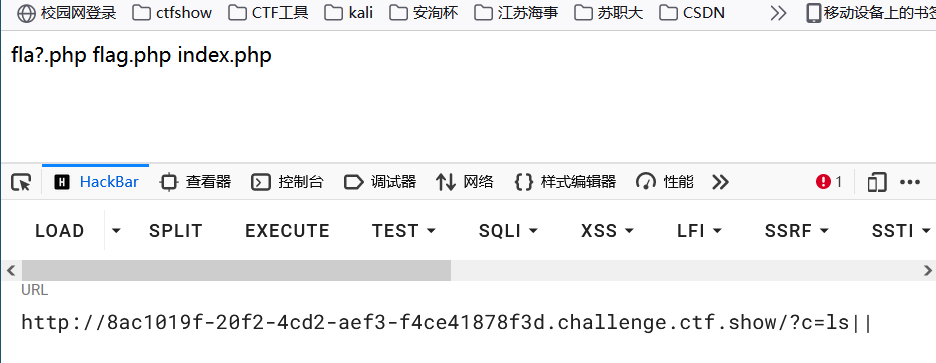 校园网登录 ctfshow CTF工具 kali 安洵杯 江苏海事 苏职大 CSDN 移动设备上的书签
fla?.php flag.php index.php
HackBar 查看器 控制台 调试器 网络 样式编辑器 性能 1
LOAD SPLIT EXECUTE TEST SQLI XSS LFI SSRF SSTI
URL
http://8ac1019f-20f2-4cd2-aef3-f4ce41878f3d.challenge.ctf.show/?c=ls||